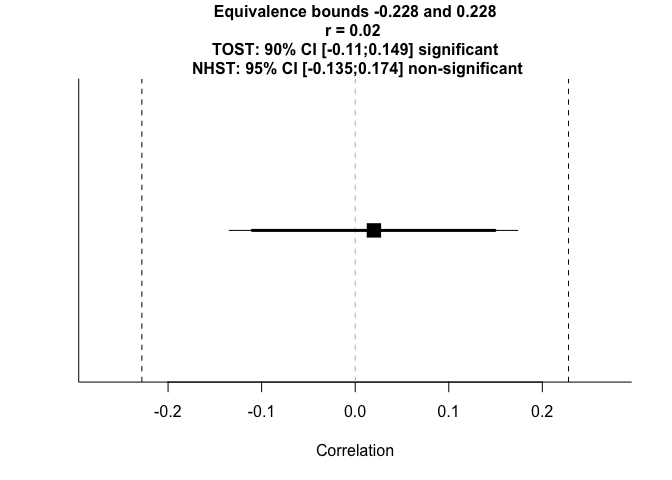 Equivalence bounds -0.228 and 0.228
r = 0.02
TOST: 90% CI [-0.11;0.149] significant
NHST: 95% CI [-0.135;0.174] non-significant
-0.2 -0.1 0.0 0.1 0.2
Correlation